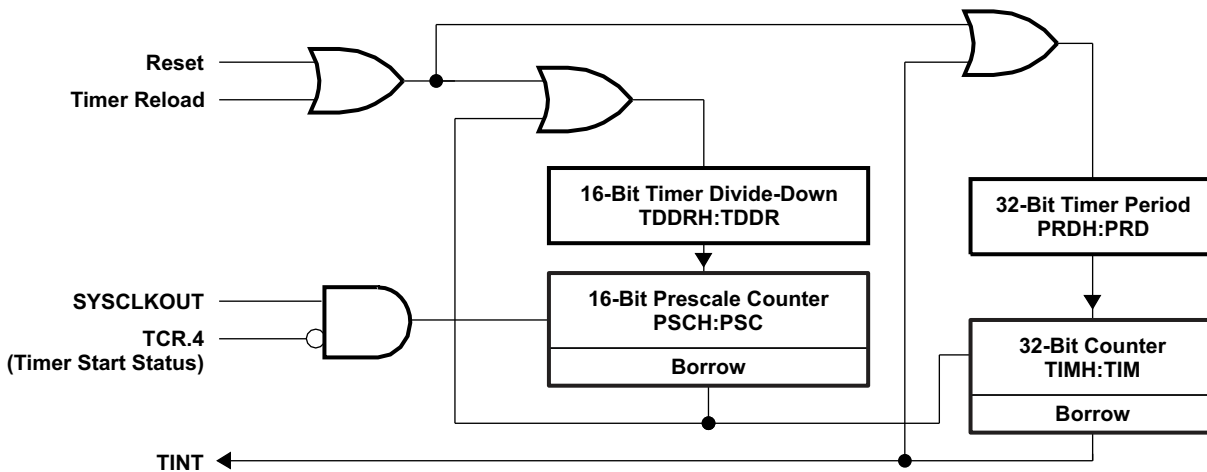 Reset
Timer Reload
16-Bit Timer Divide-Down
TDDRH:TDDR
32-Bit Timer Period
PRDH:PRD
SYSCLKOUT
TCR.4
(Timer Start Status)
16-Bit Prescale Counter
PSCH:PSC
Borrow
32-Bit Counter
TIMH:TIM
Borrow
TINT